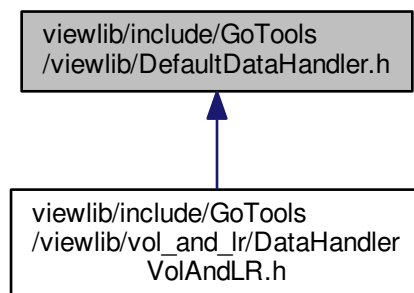 viewlib/include/GoTools
/viewlib/DefaultDataHandler.h
viewlib/include/GoTools
/viewlib/vol_and_lr/DataHandler
VolAndLR.h